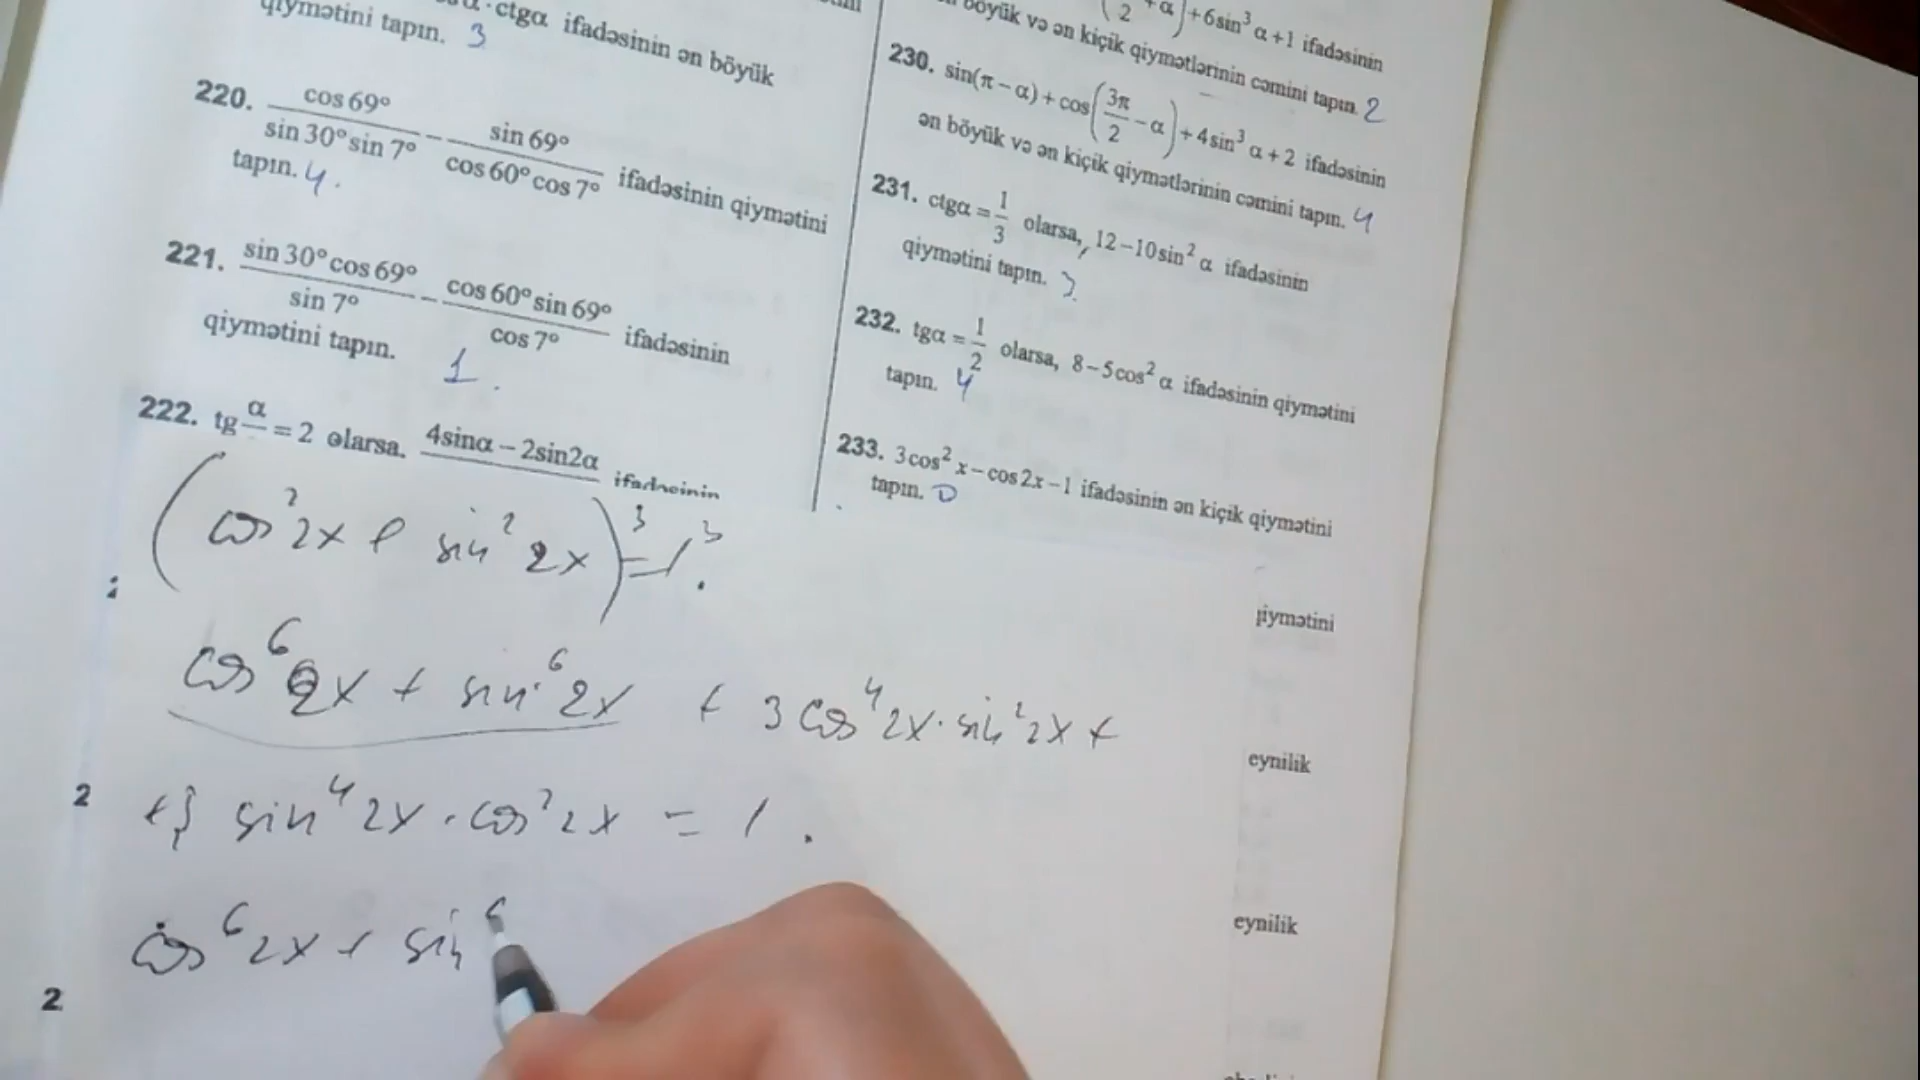 · ctgα ifadəsinin ən böyük
qiymətini tapın. 3
220. cos 69° / sin 30° sin 7° − sin 69° / cos 60° cos 7° ifadəsinin qiymətini
tapın. 4.
221. sin 30° cos 69° / sin 7° − cos 60° sin 69° / cos 7° ifadəsinin
qiymətini tapın. 1.
222. tg α = 2 olarsa, 4sinα − 2sin2α ifadəsinin
(cos²2x + sin²2x)³ = 1³.
cos⁶2x + sin⁶2x + 3cos⁴2x · sin²2x +
+3 sin⁴2x · cos²2x = 1.
2
cos⁶2x + sin⁶
2
2 + α) + 6sin³α + 1 ifadəsinin
böyük və ən kiçik qiymətlərinin cəmini tapın. 2
230. sin(π − α) + cos(3π/2 − α) + 4sin³α + 2 ifadəsinin
ən böyük və ən kiçik qiymətlərinin cəmini tapın. 4
231. ctgα = 1/3 olarsa, 12 − 10sin²α ifadəsinin
qiymətini tapın. 3
232. tgα = 1/2 olarsa, 8 − 5cos²α ifadəsinin qiymətini
tapın. 4
233. 3cos²x − cos2x − 1 ifadəsinin ən kiçik qiymətini
tapın. 0
eynilik
eynilik